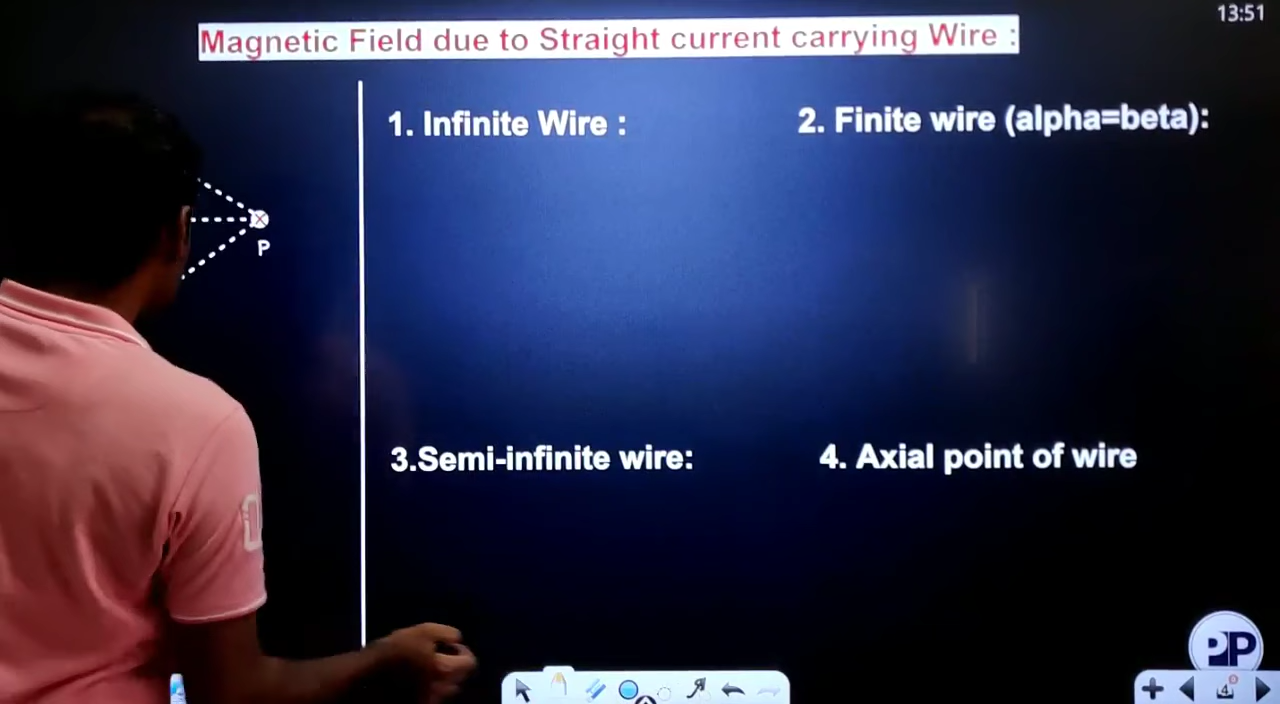 13:51
Magnetic Field due to Straight current carrying Wire :
1. Infinite Wire :
2. Finite wire (alpha=beta):
P
3.Semi-infinite wire:
4. Axial point of wire
PP
4